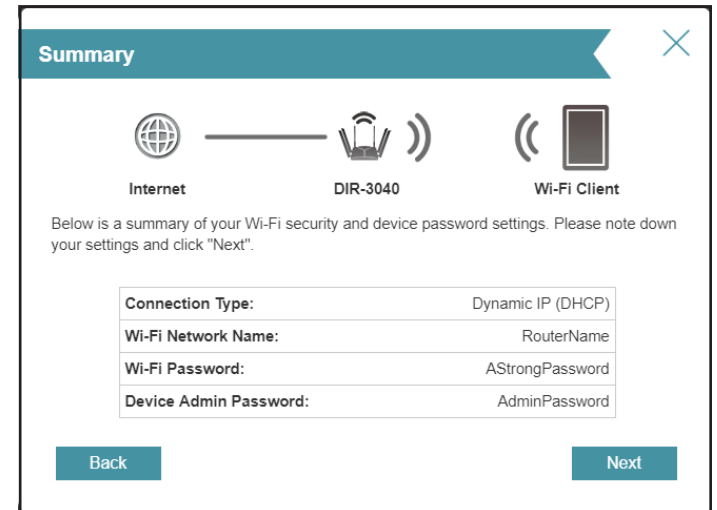 Summary
Internet
DIR-3040
Wi-Fi Client
Below is a summary of your Wi-Fi security and device password settings. Please note down
your settings and click "Next".
Connection Type: Dynamic IP (DHCP)
Wi-Fi Network Name: RouterName
Wi-Fi Password: AStrongPassword
Device Admin Password: AdminPassword
Back
Next